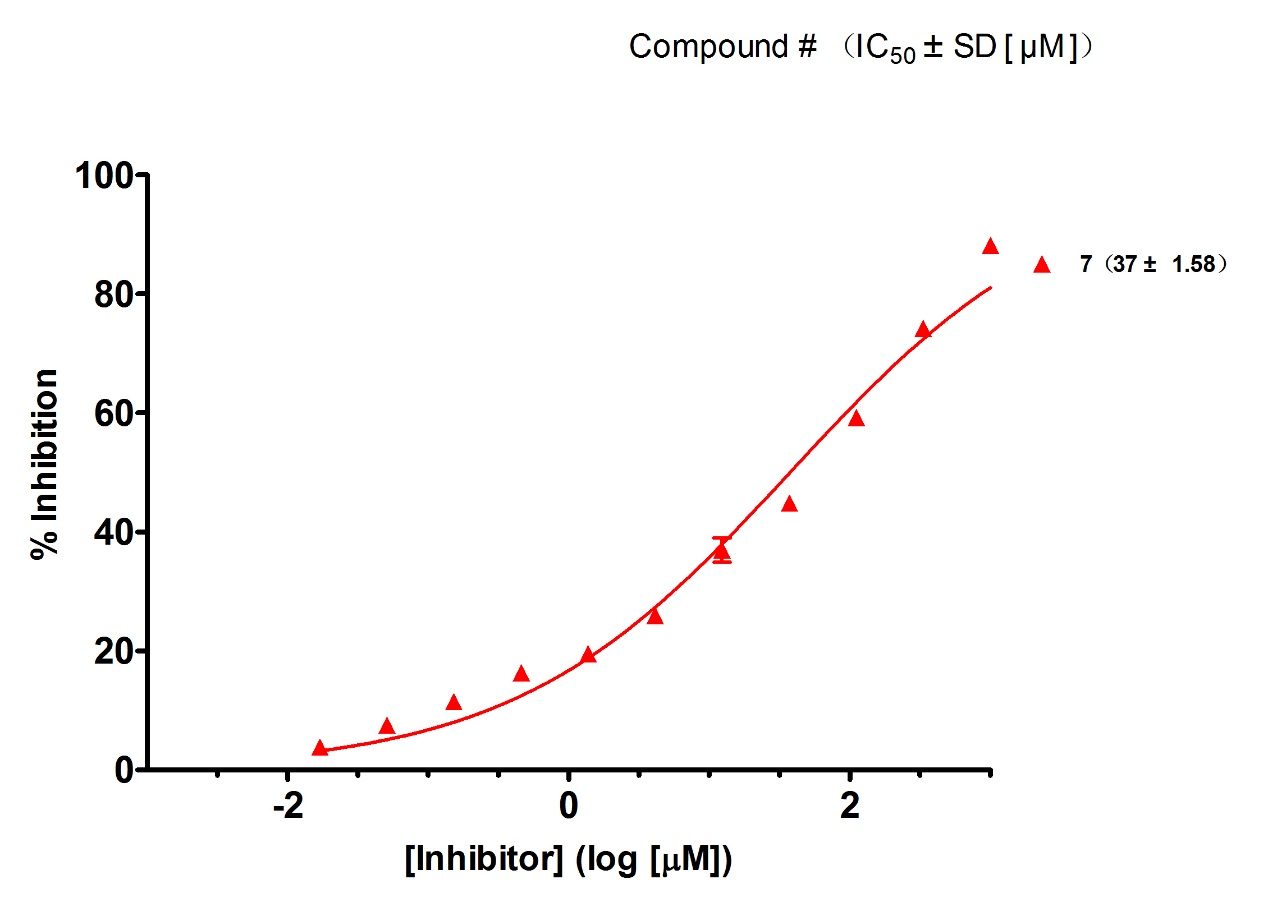 Compound # （IC50 ± SD [ μM ]）
100
80
60
40
20
0
% Inhibition
7（37 ± 1.58）
-2
0
2
[Inhibitor] (log [μM])